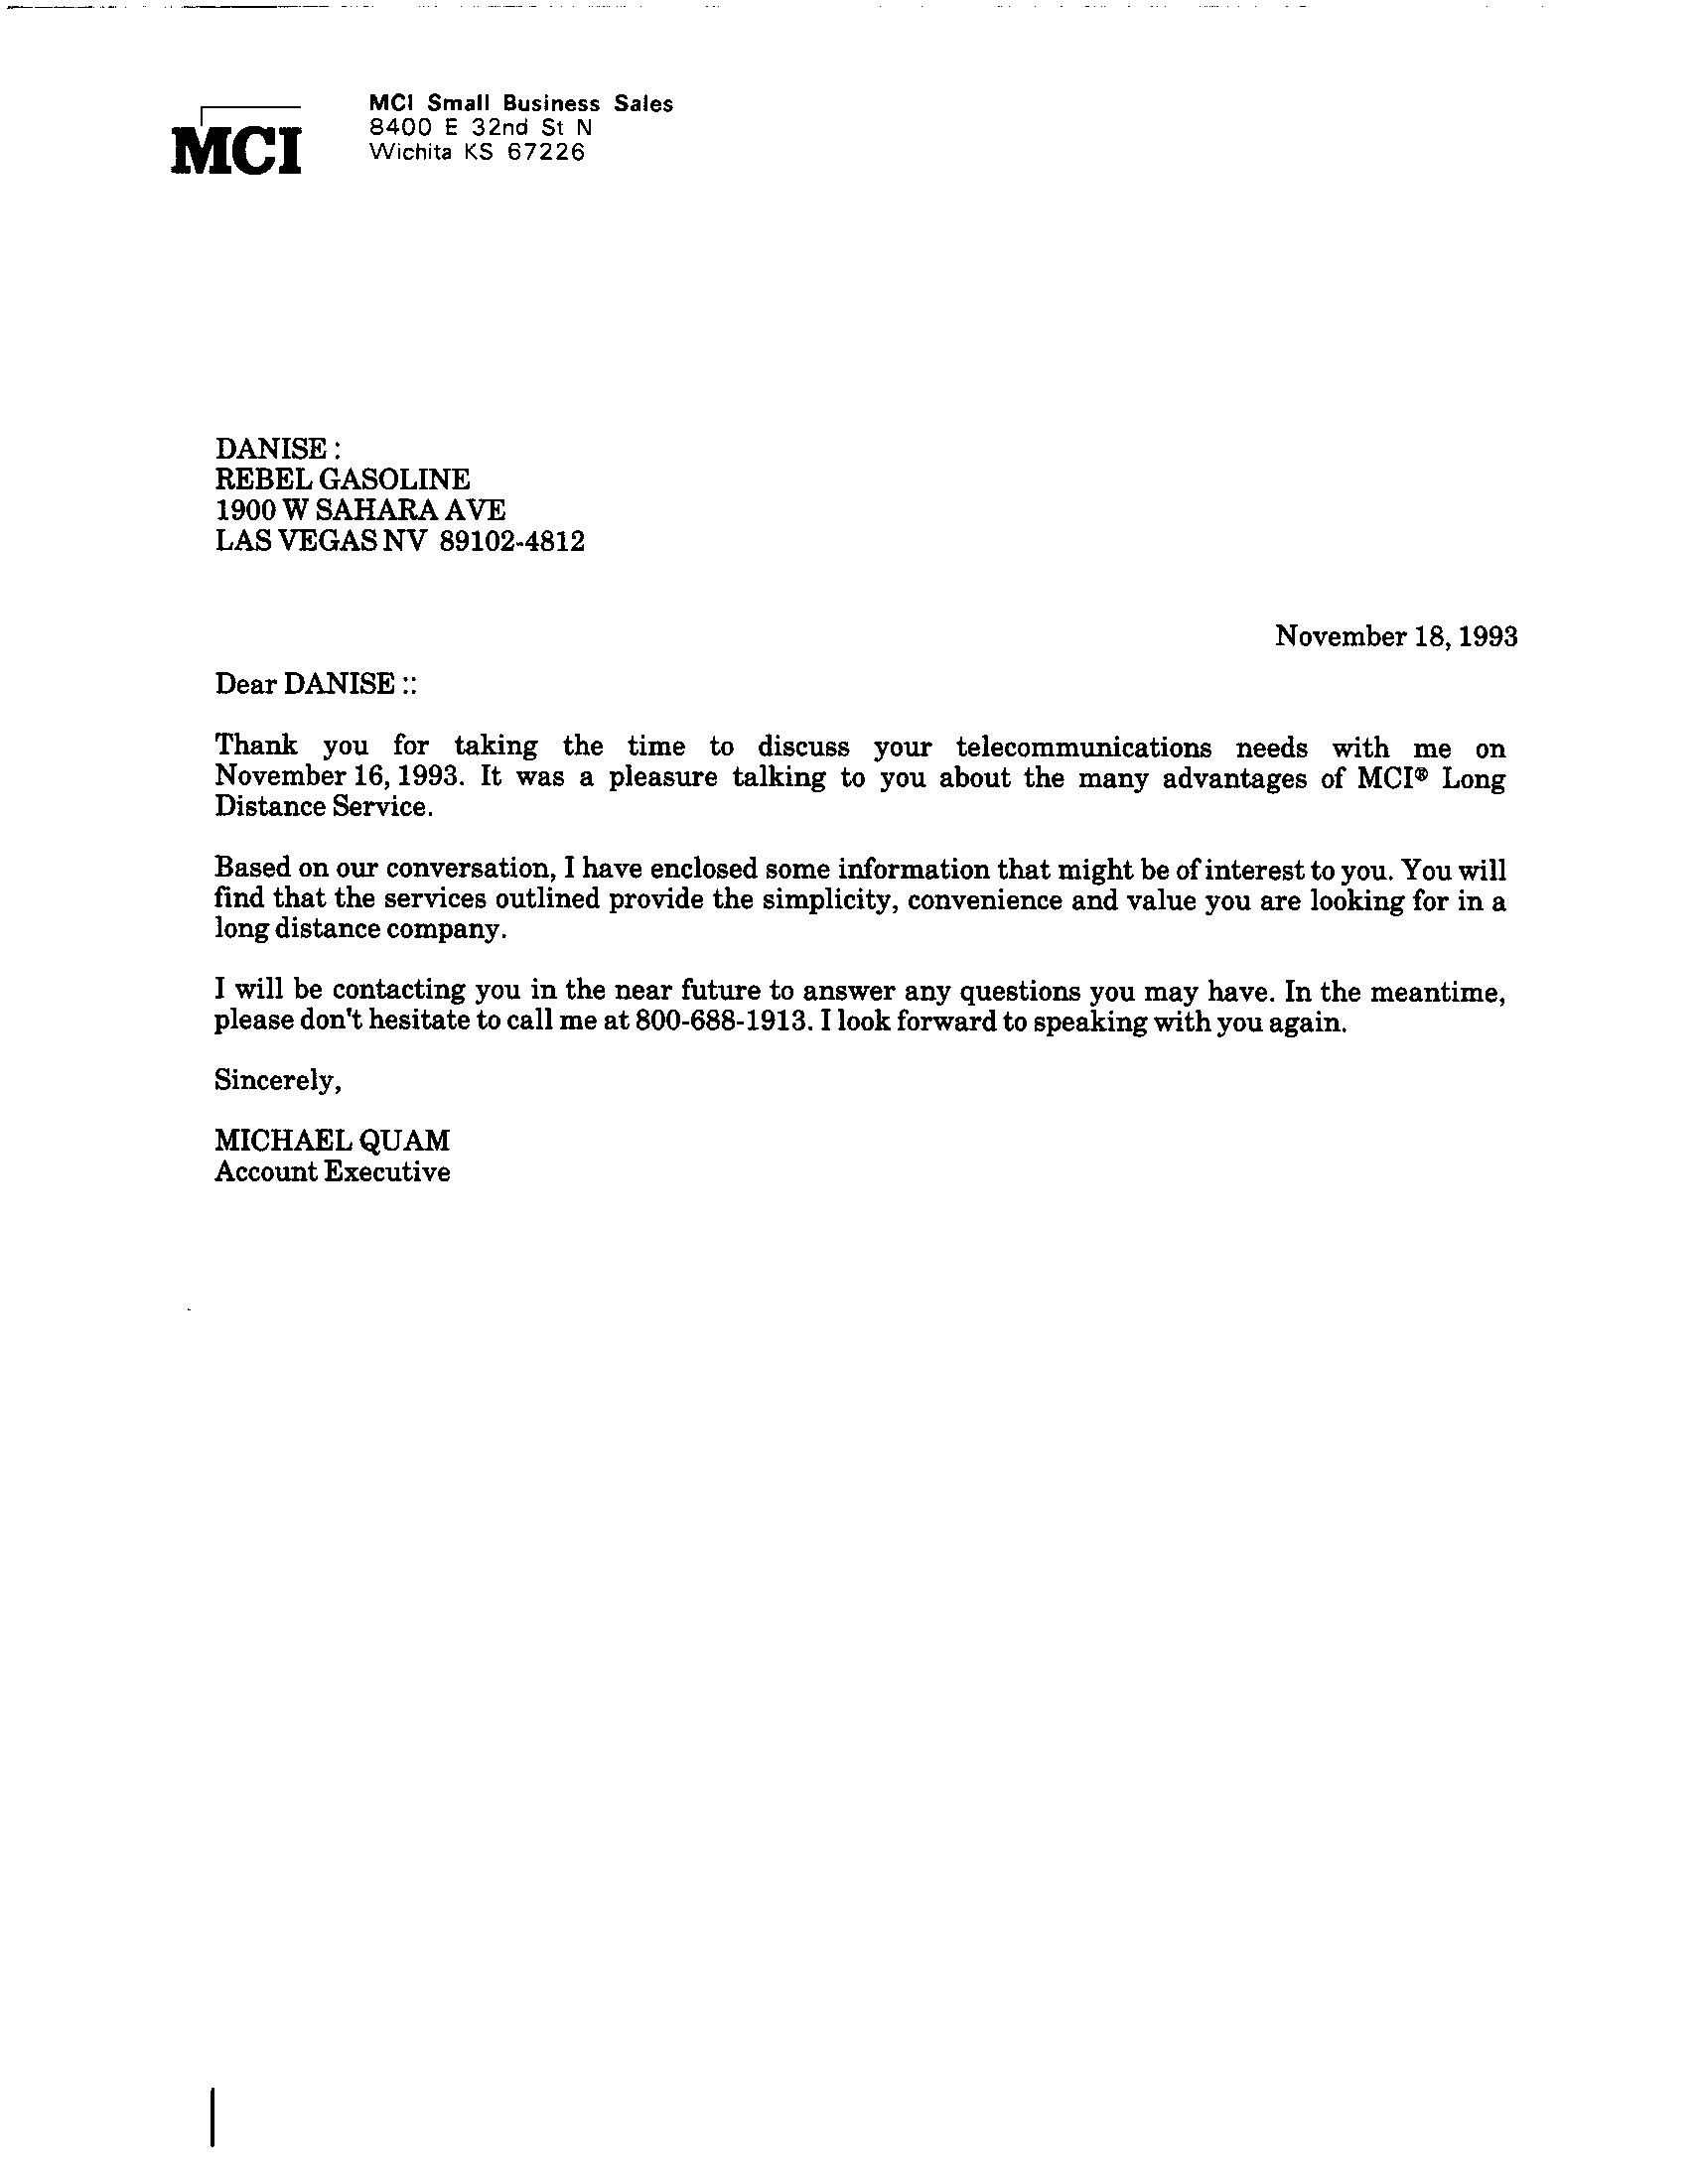 MCI
MCI Small Business Sales
8400 E 32nd St N
Wichita KS 67226
DANISE :
REBEL GASOLINE
1900 W SAHARA AVE
LAS VEGAS NV 89102-4812
November 18, 1993
Dear DANISE ::
Thank you for taking the time to discuss your telecommunications needs with me on
November 16, 1993. It was a pleasure talking to you about the many advantages of MCI® Long
Distance Service.
Based on our conversation, I have enclosed some information that might be of interest to you. You will
find that the services outlined provide the simplicity, convenience and value you are looking for in a
long distance company.
I will be contacting you in the near future to answer any questions you may have. In the meantime,
please don't hesitate to call me at 800-688-1913. I look forward to speaking with you again.
Sincerely,
MICHAEL QUAM
Account Executive